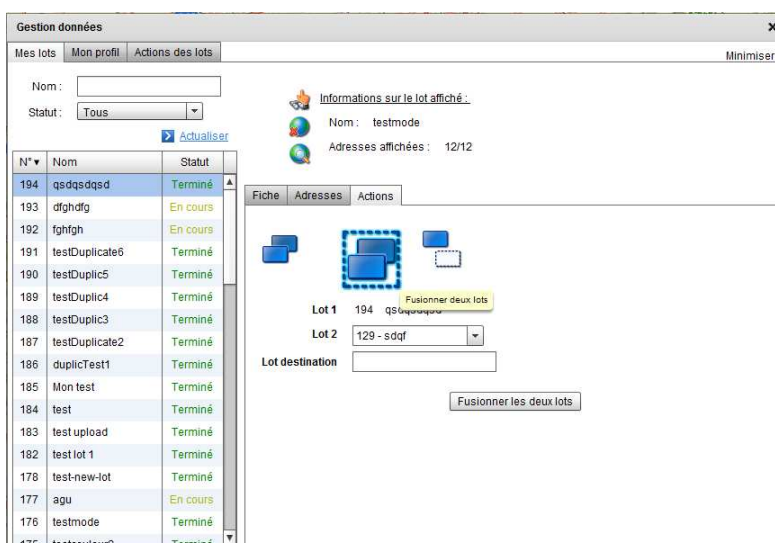 Gestion données
Mes lots Mon profil Actions des lots
Minimiser
Nom :
Statut : Tous
Actualiser
N° Nom Statut
194 qsdqsdqsd Terminé
193 dfghdfg En cours
192 fghfgh En cours
191 testDuplicate6 Terminé
190 testDuplic5 Terminé
189 testDuplic4 Terminé
188 testDuplic3 Terminé
187 testDuplicate2 Terminé
186 duplicTest1 Terminé
185 Mon test Terminé
184 test Terminé
183 test upload Terminé
182 test lot 1 Terminé
178 test-new-lot Terminé
177 agu En cours
176 testmode Terminé
Informations sur le lot affiché :
Nom : testmode
Adresses affichées : 12/12
Fiche Adresses Actions
Fusionner deux lots
Lot 1 194 qsdqsdqsd
Lot 2 129 - sdqf
Lot destination
Fusionner les deux lots